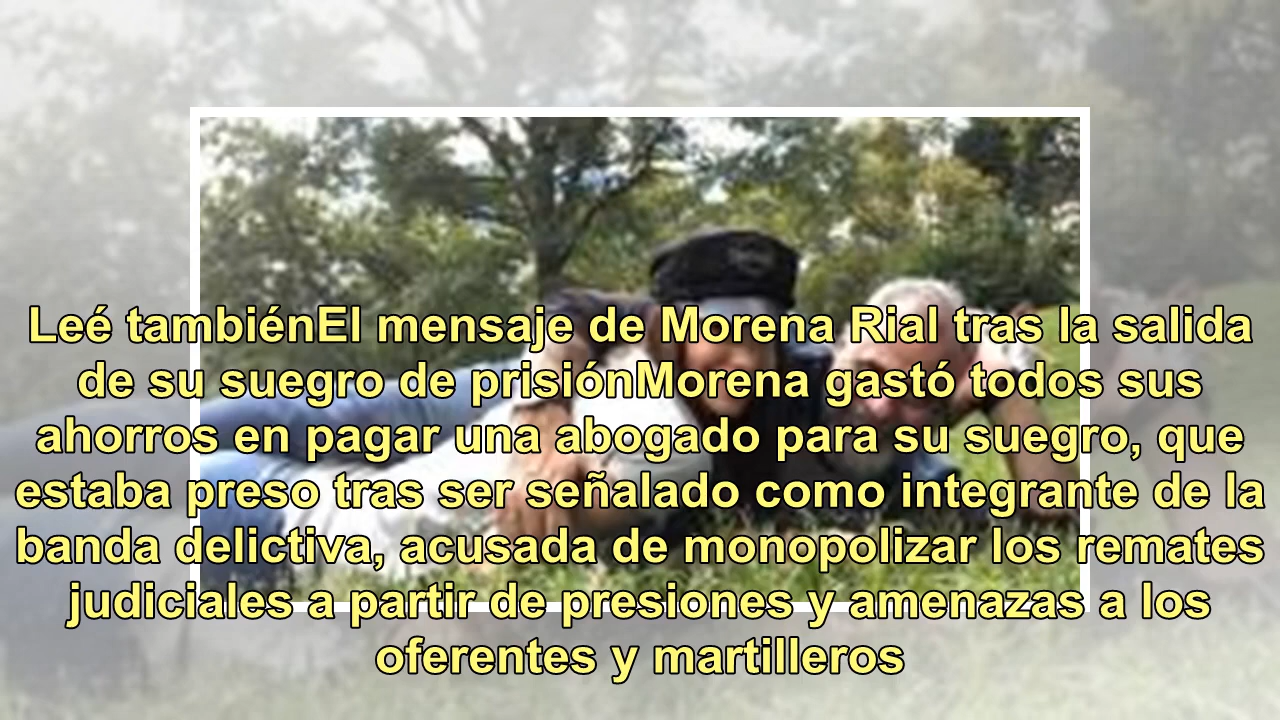 Leé tambiénEl mensaje de Morena Rial tras la salida
de su suegro de prisiónMorena gastó todos sus
ahorros en pagar una abogado para su suegro, que
estaba preso tras ser señalado como integrante de la
banda delictiva, acusada de monopolizar los remates
judiciales a partir de presiones y amenazas a los
oferentes y martilleros